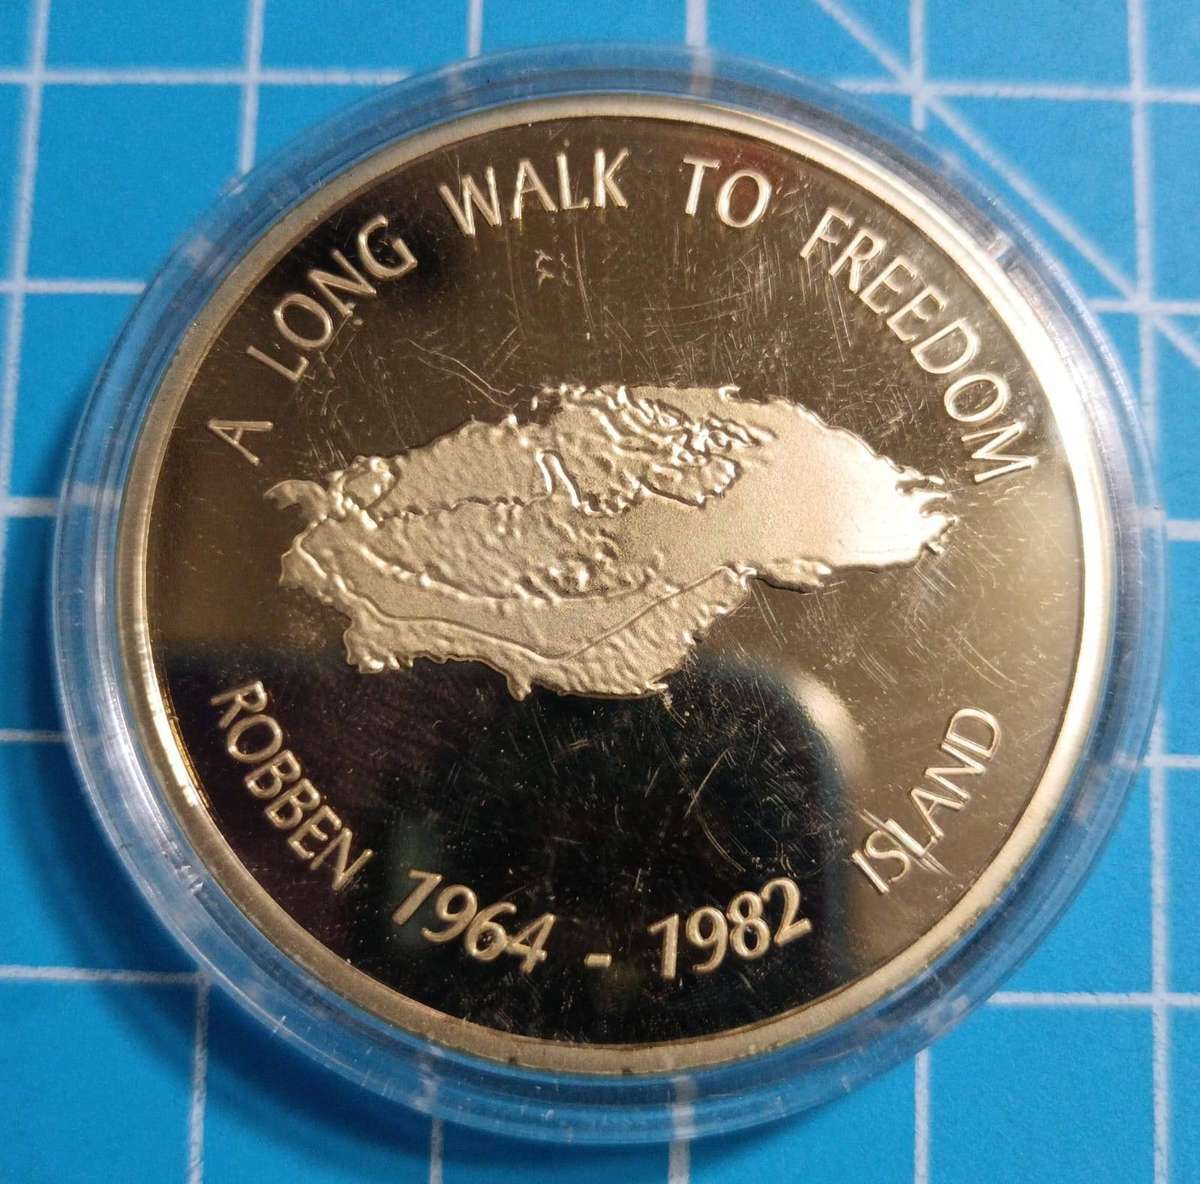 A LONG WALK TO FREEDOM
ROBBEN 1964 - 1982 ISLAND